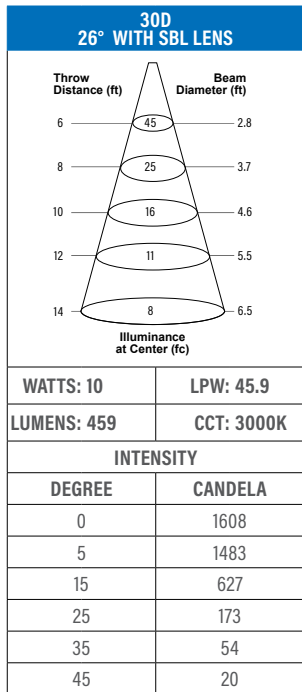 30D
26° WITH SBL LENS
Throw Beam
Distance (ft) Diameter (ft)
6 45 2.8
8 25 3.7
10 16 4.6
12 11 5.5
14 8 6.5
Illuminance
at Center (fc)
WATTS: 10 LPW: 45.9
LUMENS: 459 CCT: 3000K
INTENSITY
DEGREE CANDELA
0 1608
5 1483
15 627
25 173
35 54
45 20